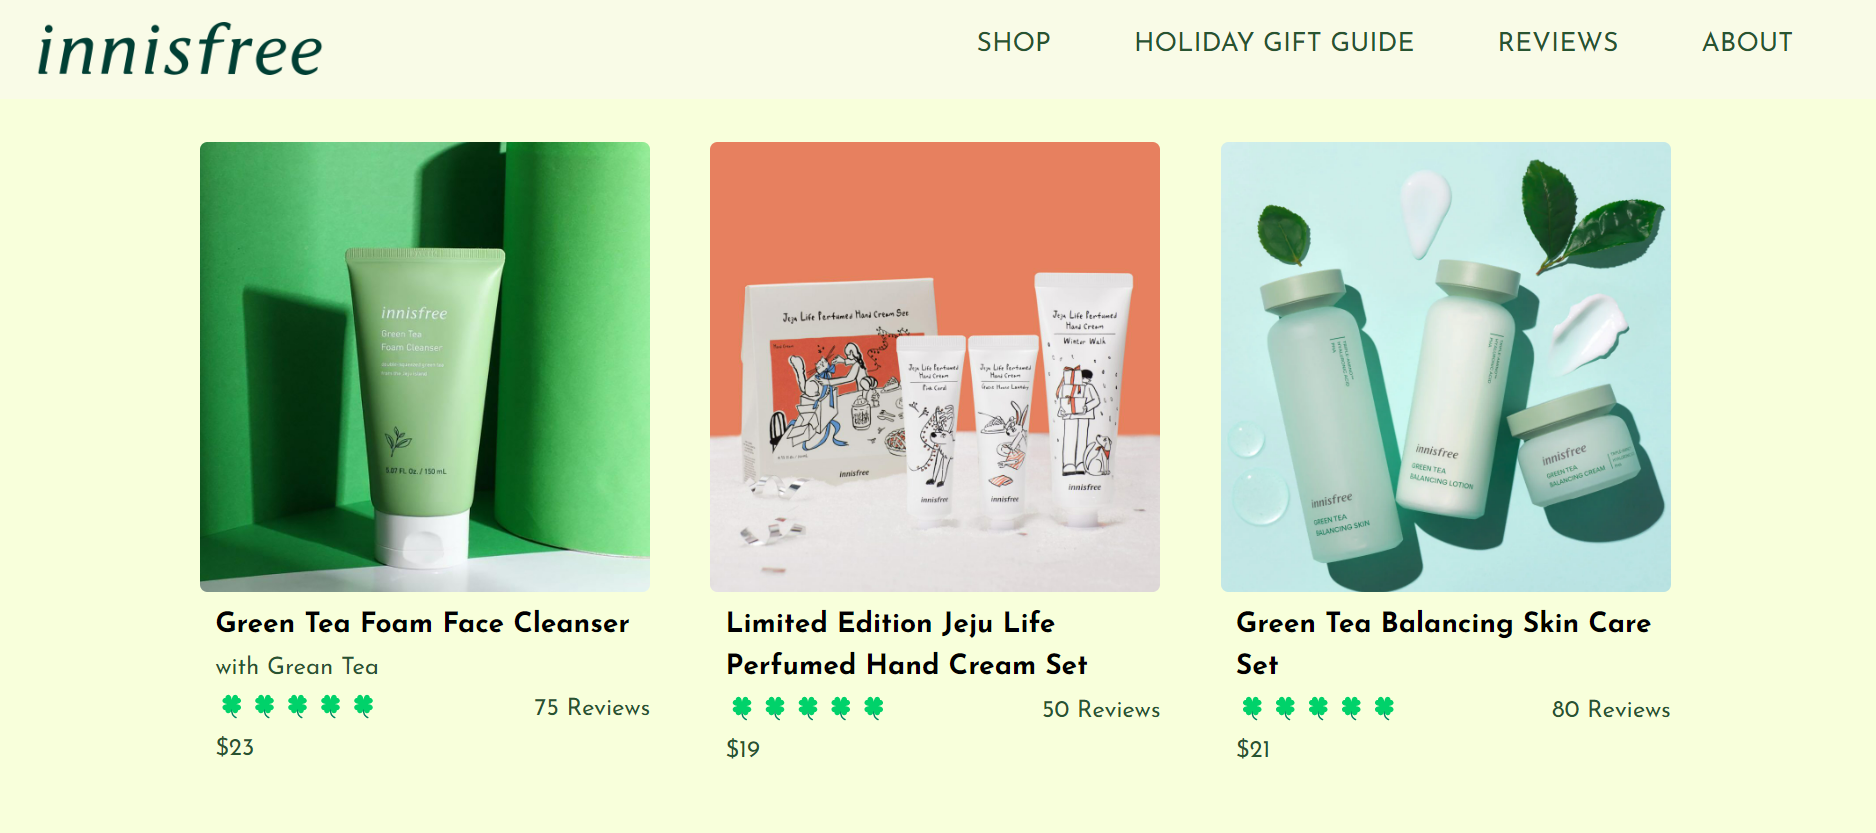 innisfree
SHOP HOLIDAY GIFT GUIDE REVIEWS ABOUT
innisfree
Green Tea
Foam Cleanser
5.07 FL. Oz. / 150 mL
Jeju Life Perfumed Hand Cream Set
innisfree
Jeju Life Perfumed
Hand Cream
Pink Coral
innisfree
Jeju Life Perfumed
Hand Cream
Guest House Laundry
innisfree
Jeju Life Perfumed
Hand Cream
Winter Walk
innisfree
innisfree
GREEN TEA
BALANCING SKIN
innisfree
GREEN TEA
BALANCING LOTION
innisfree
GREEN TEA
BALANCING CREAM
Green Tea Foam Face Cleanser
with Grean Tea
75 Reviews
$23
Limited Edition Jeju Life
Perfumed Hand Cream Set
50 Reviews
$19
Green Tea Balancing Skin Care
Set
80 Reviews
$21